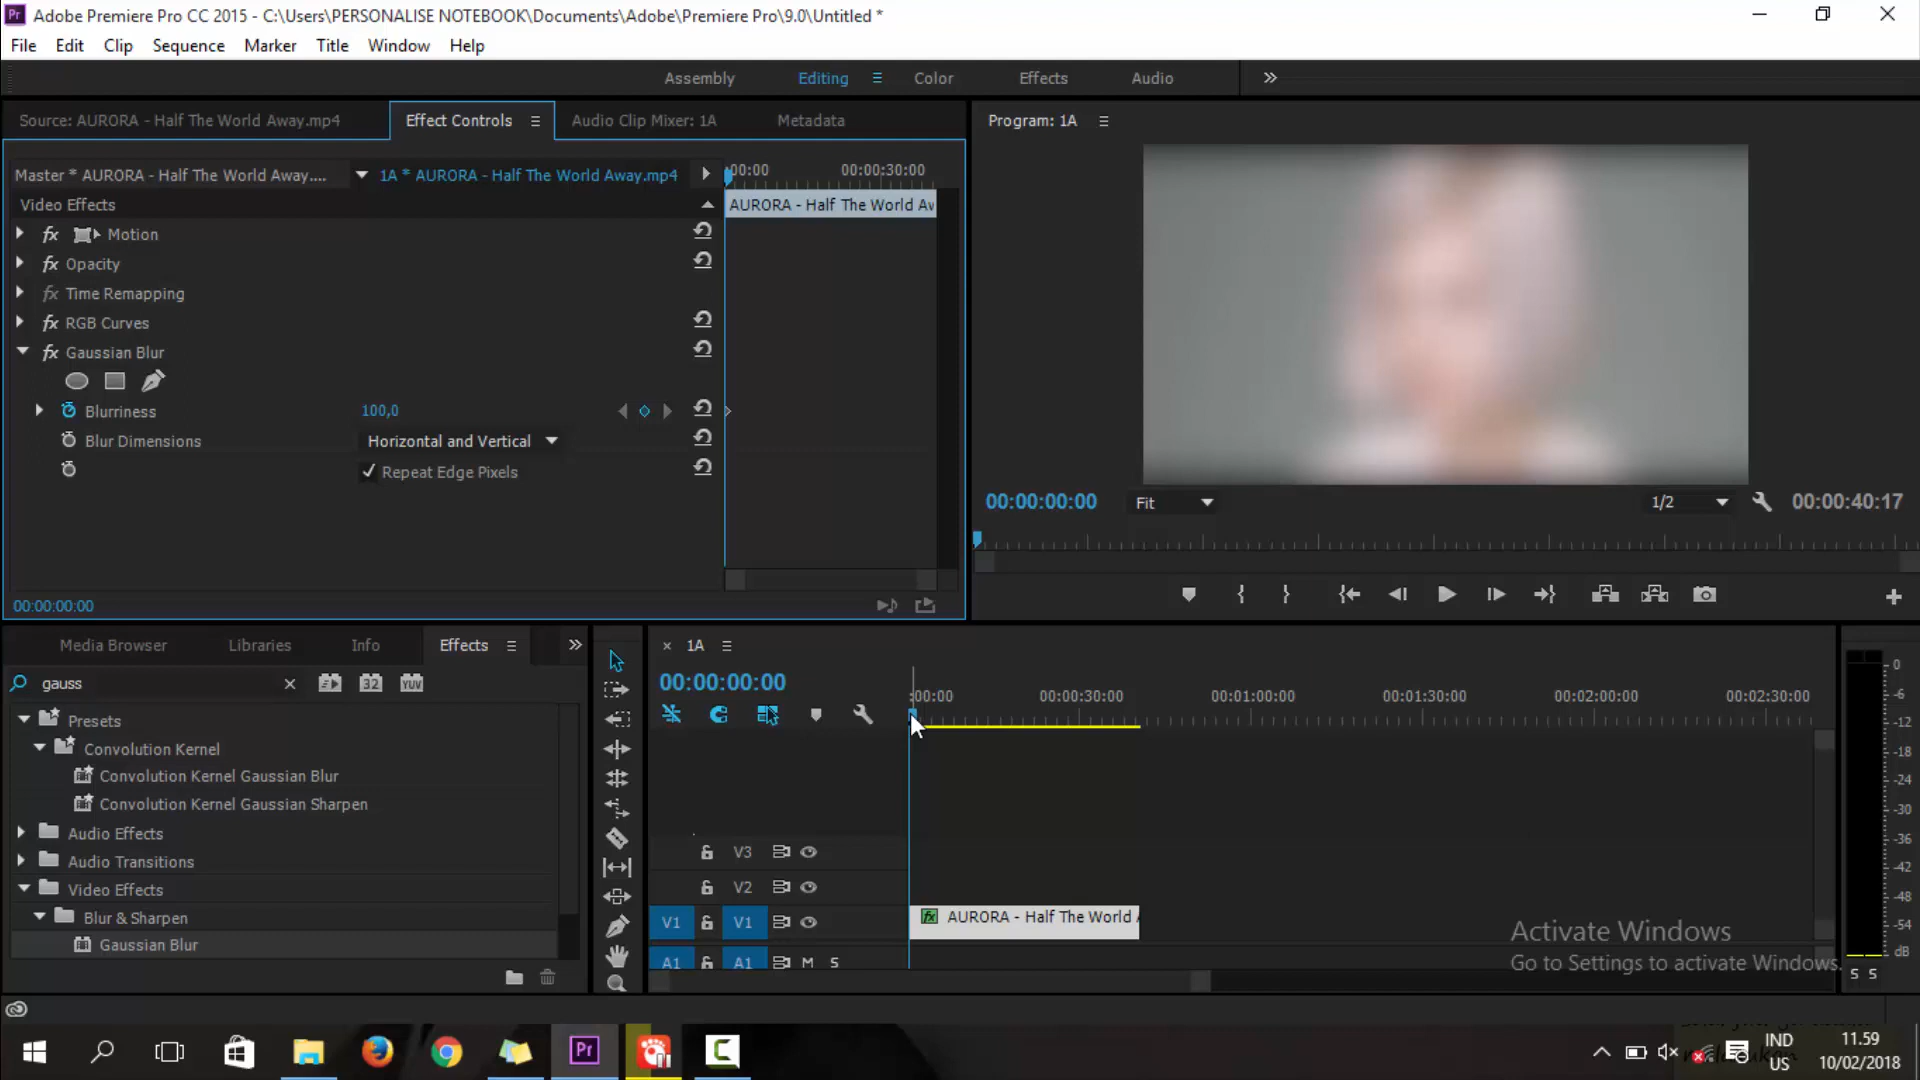 Adobe Premiere Pro CC 2015 - C:\Users\PERSONALISE NOTEBOOK\Documents\Adobe\Premiere Pro\9.0\Untitled *
File Edit Clip Sequence Marker Title Window Help
Assembly Editing Color Effects Audio
Source: AURORA - Half The World Away.mp4 Effect Controls Audio Clip Mixer: 1A Metadata
Program: 1A
Master * AURORA - Half The World Away.... 1A * AURORA - Half The World Away.mp4
:00:00 00:00:30:00
Video Effects
AURORA - Half The World Av
fx Motion
fx Opacity
fx Time Remapping
fx RGB Curves
fx Gaussian Blur
Blurriness 100,0
Blur Dimensions Horizontal and Vertical
Repeat Edge Pixels
00:00:00:00
00:00:00:00 Fit 1/2 00:00:40:17
Media Browser Libraries Info Effects
gauss 32 YUV
Presets
Convolution Kernel
Convolution Kernel Gaussian Blur
Convolution Kernel Gaussian Sharpen
Audio Effects
Audio Transitions
Video Effects
Blur & Sharpen
Gaussian Blur
1A
00:00:00:00
:00:00 00:00:30:00 00:01:00:00 00:01:30:00 00:02:00:00 00:02:30:00
V3
V2
V1 V1 fx AURORA - Half The World A
A1 A1 M S
0
-6
-12
-18
-24
-30
-36
-42
-48
-54
dB
S S
Activate Windows
Go to Settings to activate Windows.
Pr
IND
US
11.59
10/02/2018